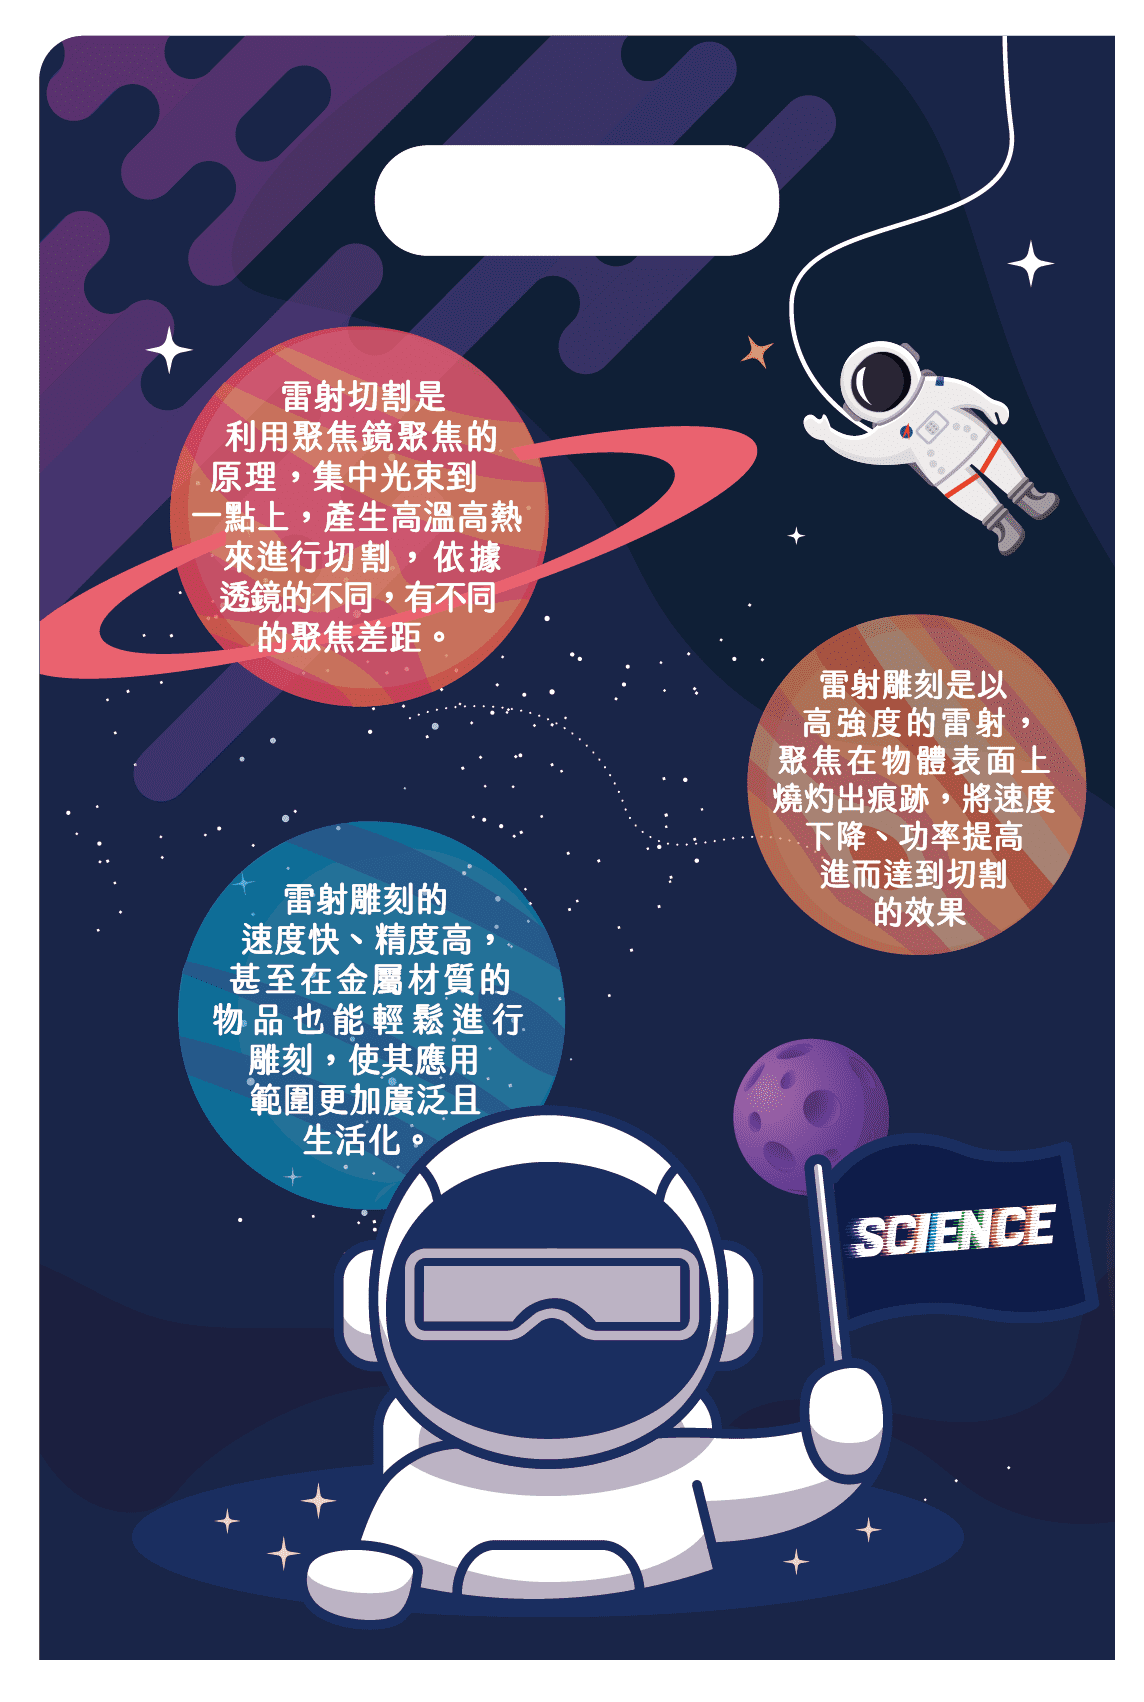 雷射切割是
利用聚焦鏡聚焦的
原理，集中光束到
一點上，產生高溫高熱
來進行切割，依據
透鏡的不同，有不同
的聚焦差距。
雷射雕刻是以
高強度的雷射，
聚焦在物體表面上
燒灼出痕跡，將速度
下降、功率提高
進而達到切割
的效果
雷射雕刻的
速度快、精度高，
甚至在金屬材質的
物品也能輕鬆進行
雕刻，使其應用
範圍更加廣泛且
生活化。
SCIENCE